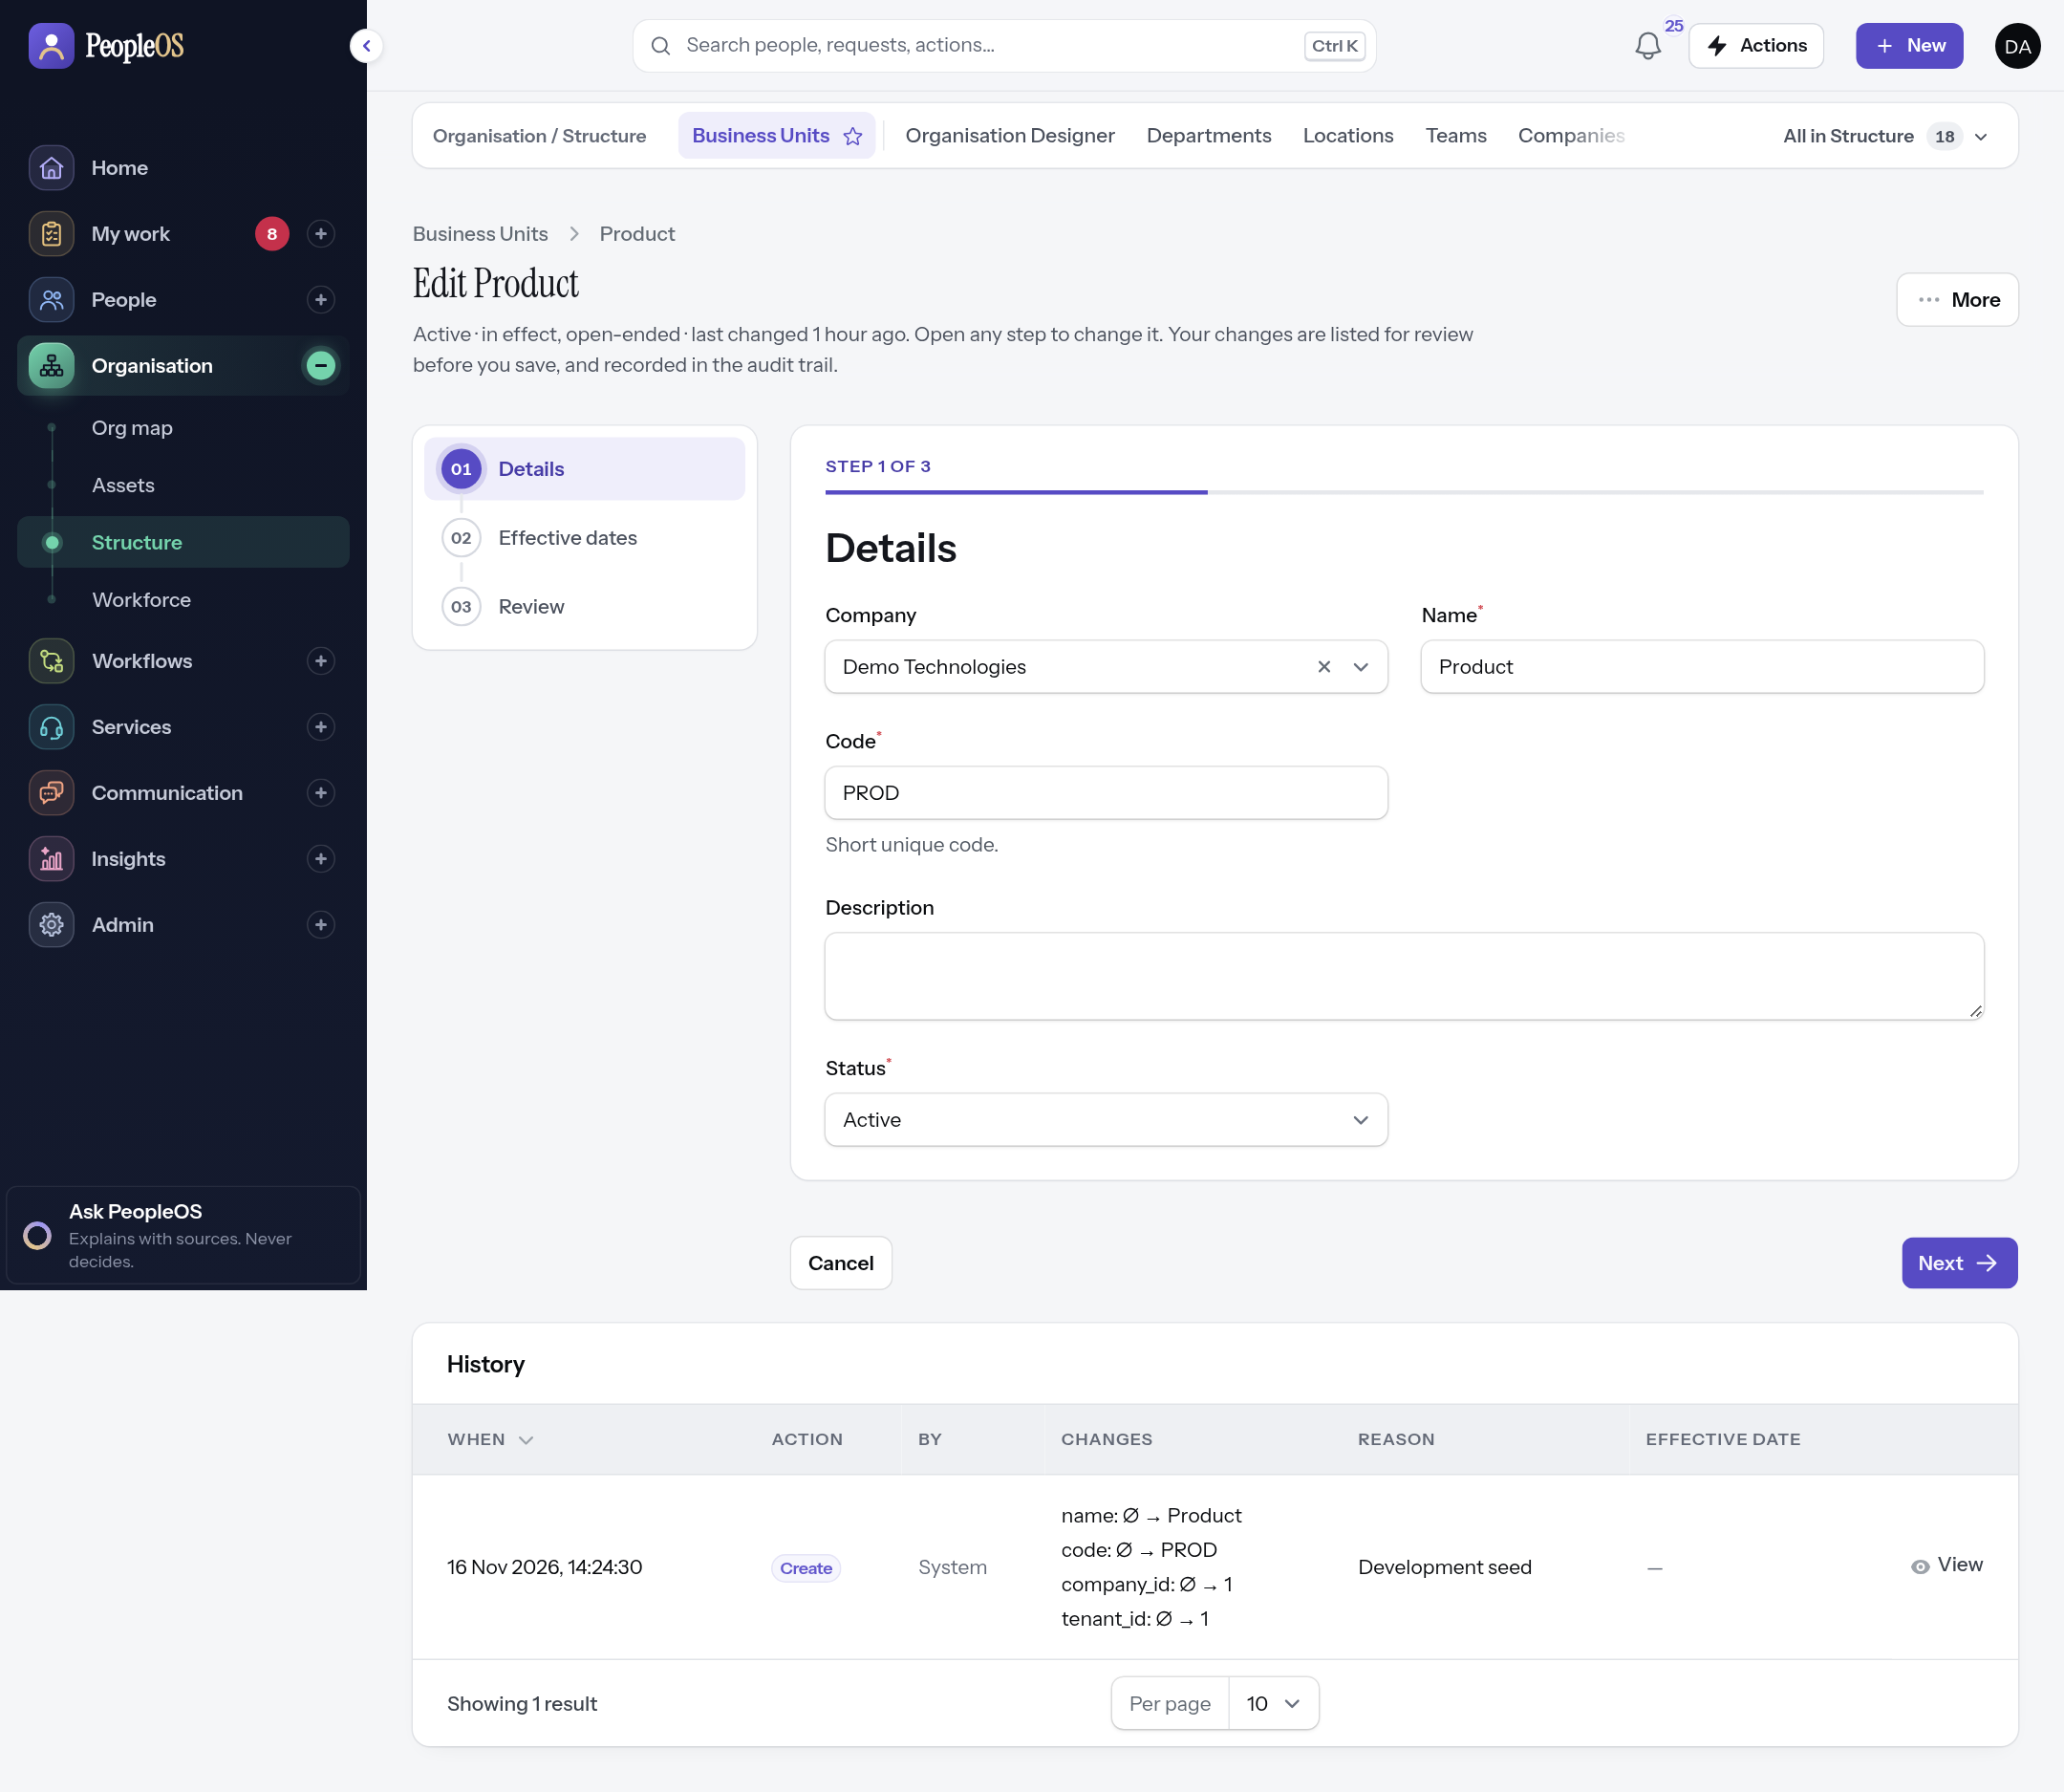 PeopleOS
Search people, requests, actions...
Ctrl K
25
Actions
New
DA
Home
My work
8
People
Organisation
Org map
Assets
Structure
Workforce
Workflows
Services
Communication
Insights
Admin
Ask PeopleOS
Explains with sources. Never
decides.
Organisation / Structure
Business Units
Organisation Designer
Departments
Locations
Teams
Companies
All in Structure
18
Business Units
Product
Edit Product
More
Active · in effect, open-ended · last changed 1 hour ago. Open any step to change it. Your changes are listed for review
before you save, and recorded in the audit trail.
01
Details
02
Effective dates
03
Review
STEP 1 OF 3
Details
Company
Demo Technologies
Name*
Product
Code*
PROD
Short unique code.
Description
Status*
Active
Cancel
Next
History
WHEN
ACTION
BY
CHANGES
REASON
EFFECTIVE DATE
16 Nov 2026, 14:24:30
Create
System
name: ∅ → Product
code: ∅ → PROD
company_id: ∅ → 1
tenant_id: ∅ → 1
Development seed
—
View
Showing 1 result
Per page
10